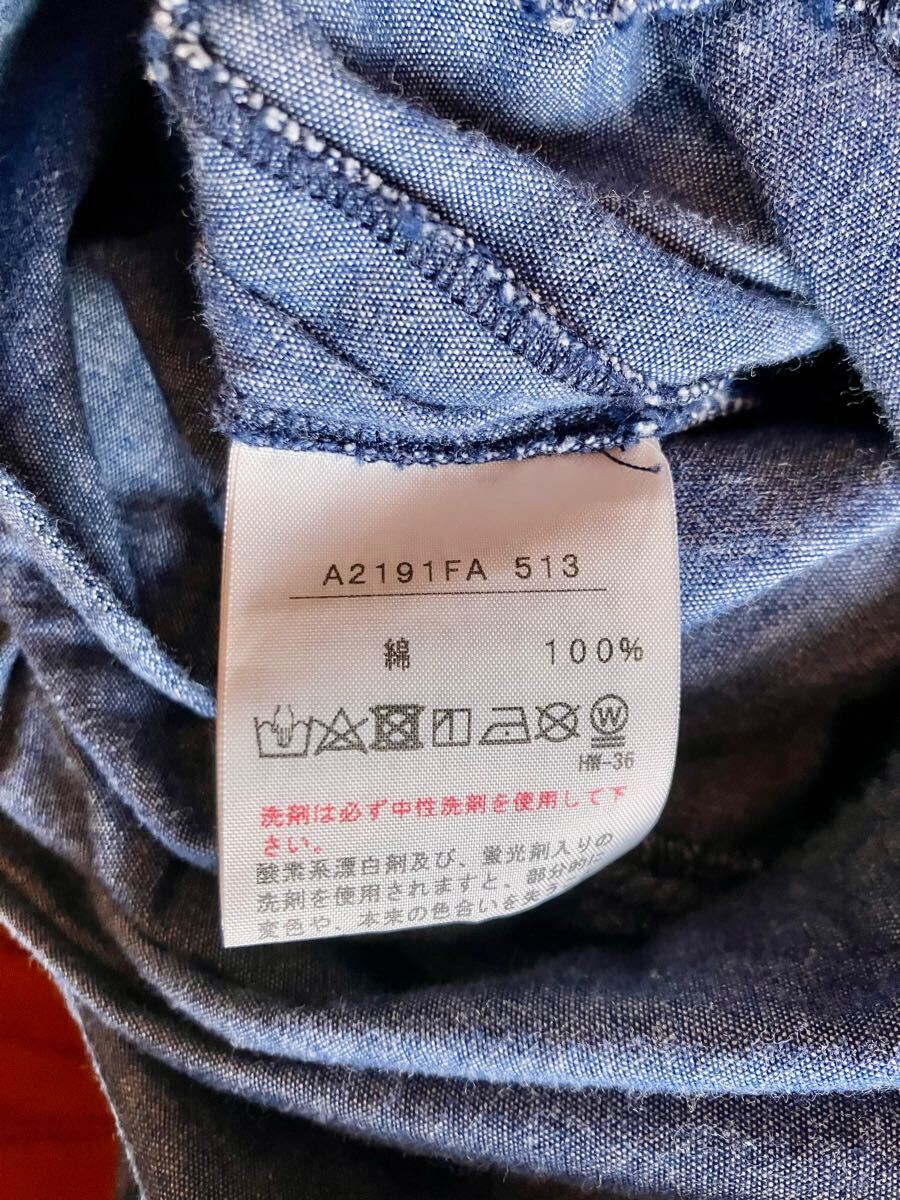 A2191FA 513
綿 100%
W
HW-36
洗剤は必ず中性洗剤を使用して下
さい。
酸素系漂白剤及び、蛍光剤入りの
洗剤を使用されますと、部分的に
変色や、本来の色合いを失う